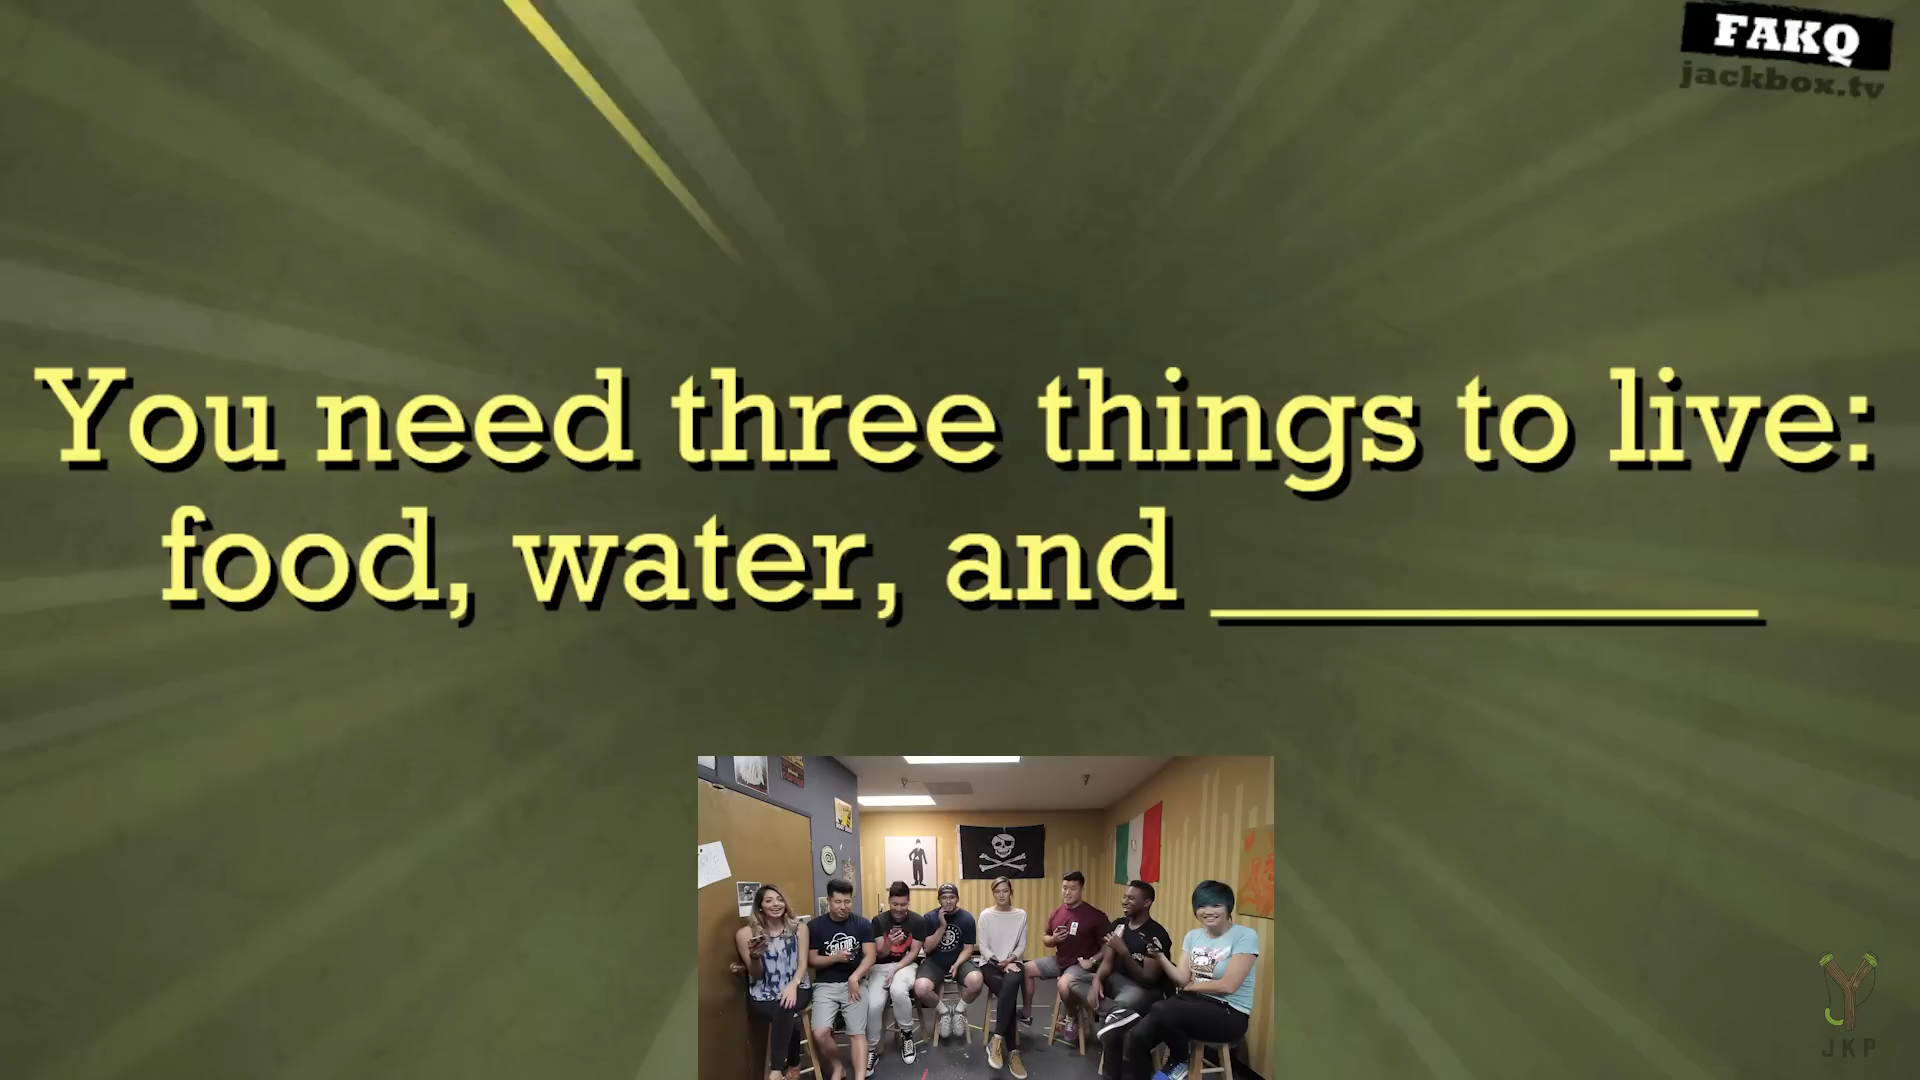 FAKQ
jackbox.tv
You need three things to live:
food, water, and __________
JKP